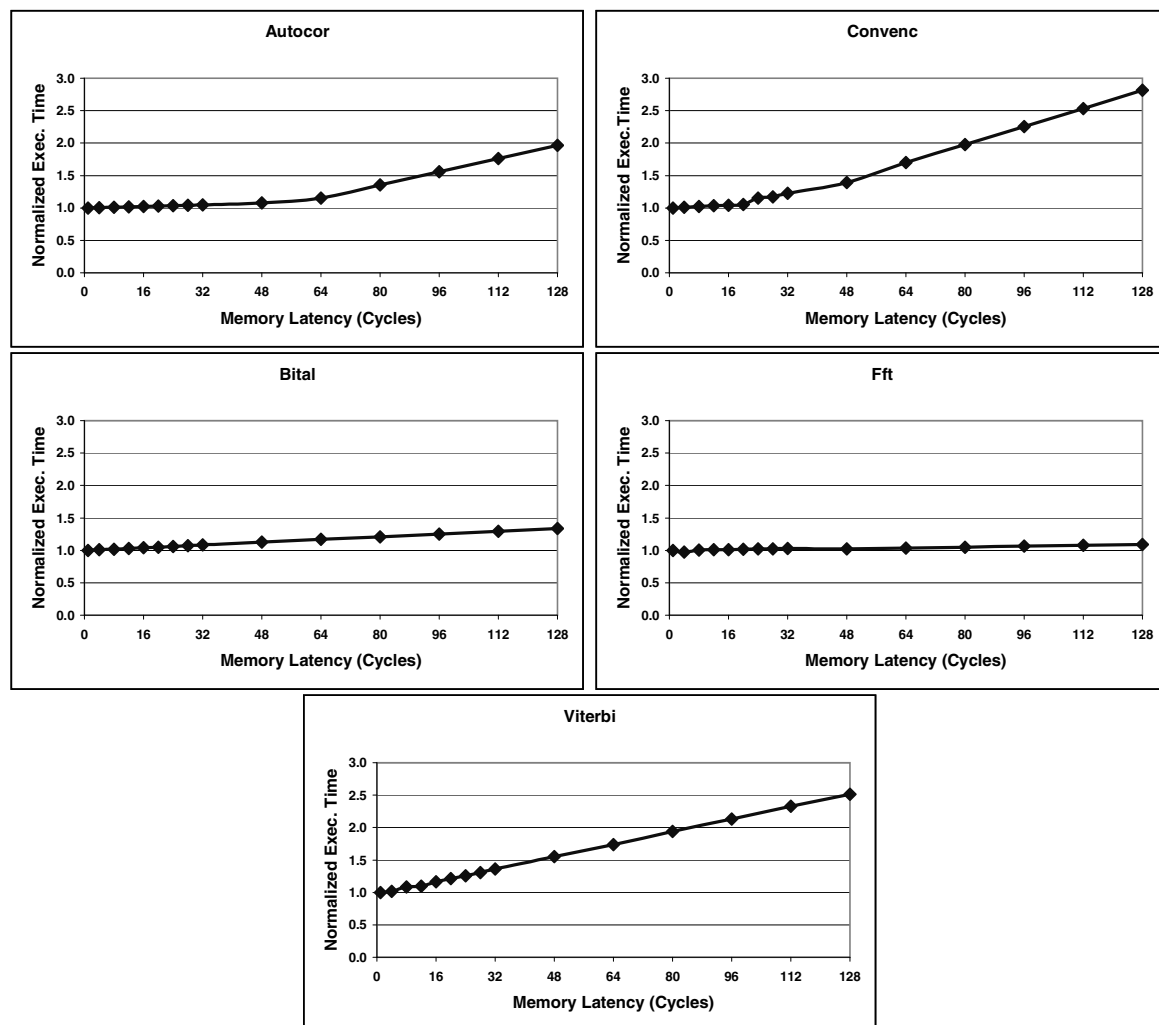 Autocor
Normalized Exec. Time
3.0
2.5
2.0
1.5
1.0
0.5
0.0
0 16 32 48 64 80 96 112 128
Memory Latency (Cycles)
Convenc
Normalized Exec.Time
3.0
2.5
2.0
1.5
1.0
0.5
0.0
0 16 32 48 64 80 96 112 128
Memory Latency (Cycles)
Bital
Normalized Exec. Time
3.0
2.5
2.0
1.5
1.0
0.5
0.0
0 16 32 48 64 80 96 112 128
Memory Latency (Cycles)
Fft
Normalized Exec. Time
3.0
2.5
2.0
1.5
1.0
0.5
0.0
0 16 32 48 64 80 96 112 128
Memory Latency (Cycles)
Viterbi
Normalized Exec. Time
3.0
2.5
2.0
1.5
1.0
0.5
0.0
0 16 32 48 64 80 96 112 128
Memory Latency (Cycles)